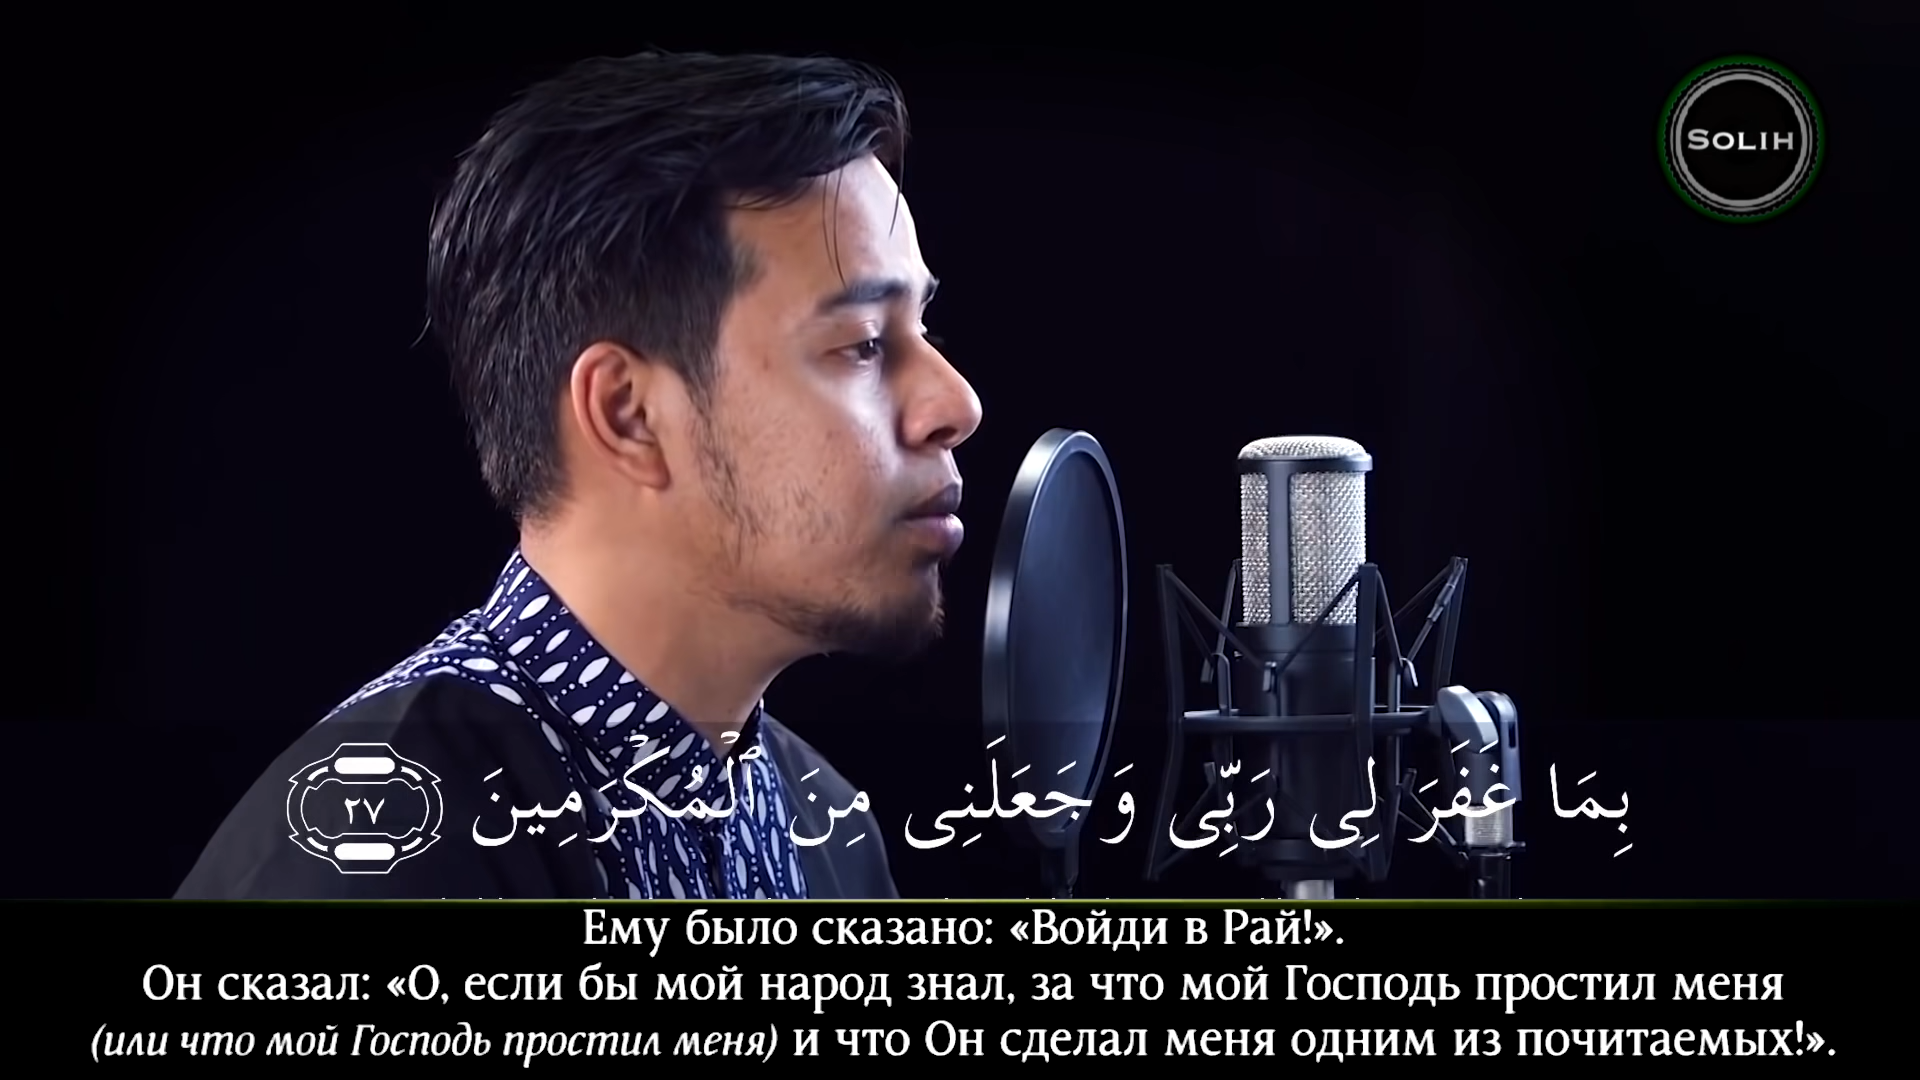 SOLIH
بِمَا غَفَرَ لِى رَبِّى وَجَعَلَنِى مِنَ ٱلْمُكْرَمِينَ ٢٧
Ему было сказано: «Войди в Рай!».
Он сказал: «О, если бы мой народ знал, за что мой Господь простил меня
(или что мой Господь простил меня) и что Он сделал меня одним из почитаемых!».